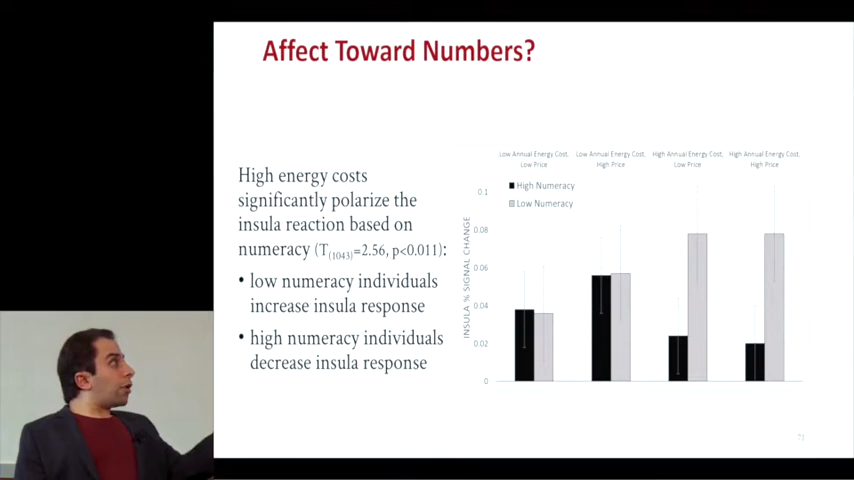 Affect Toward Numbers?
High energy costs
significantly polarize the
insula reaction based on
numeracy (T(1043)=2.56, p<0.011):
• low numeracy individuals
increase insula response
• high numeracy individuals
decrease insula response
Low Annual Energy Cost, Low Price
Low Annual Energy Cost, High Price
High Annual Energy Cost, Low Price
High Annual Energy Cost, High Price
High Numeracy
Low Numeracy
INSULA % SIGNAL CHANGE
0.1
0.08
0.06
0.04
0.02
0
71